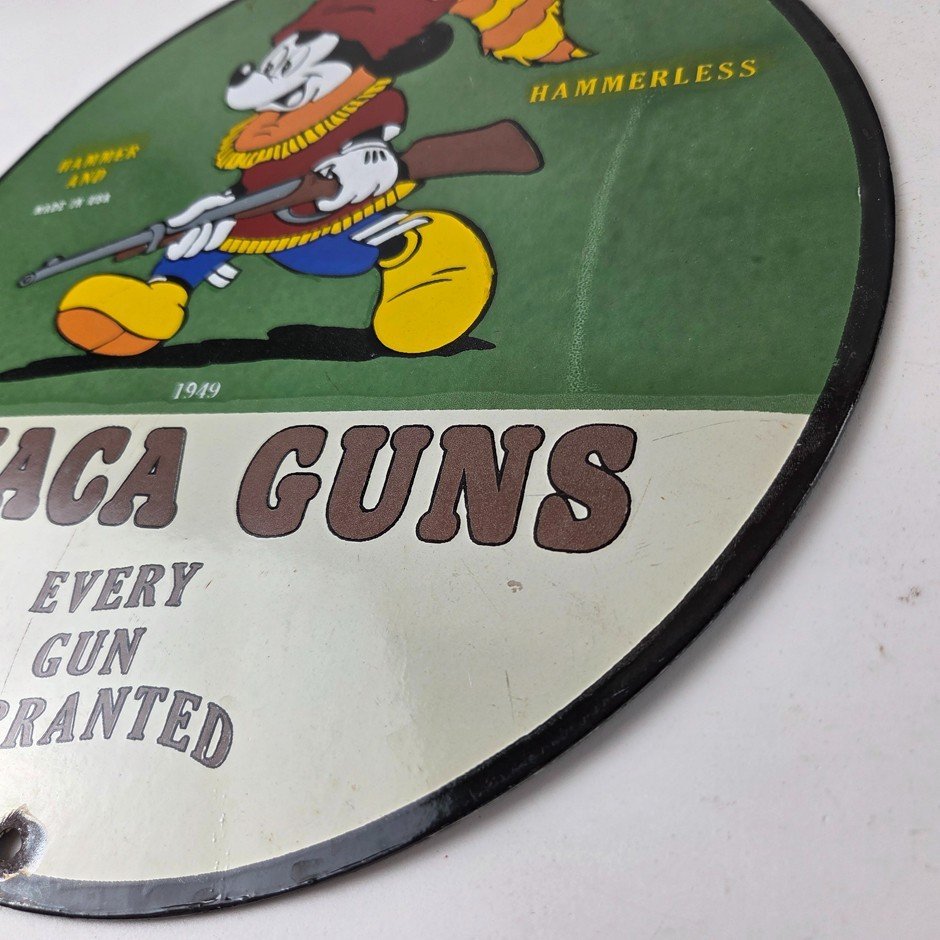 HAMMERLESS
HAMMER
AND
MADE IN USA
1949
ACA GUNS
EVERY
GUN
RRANTED